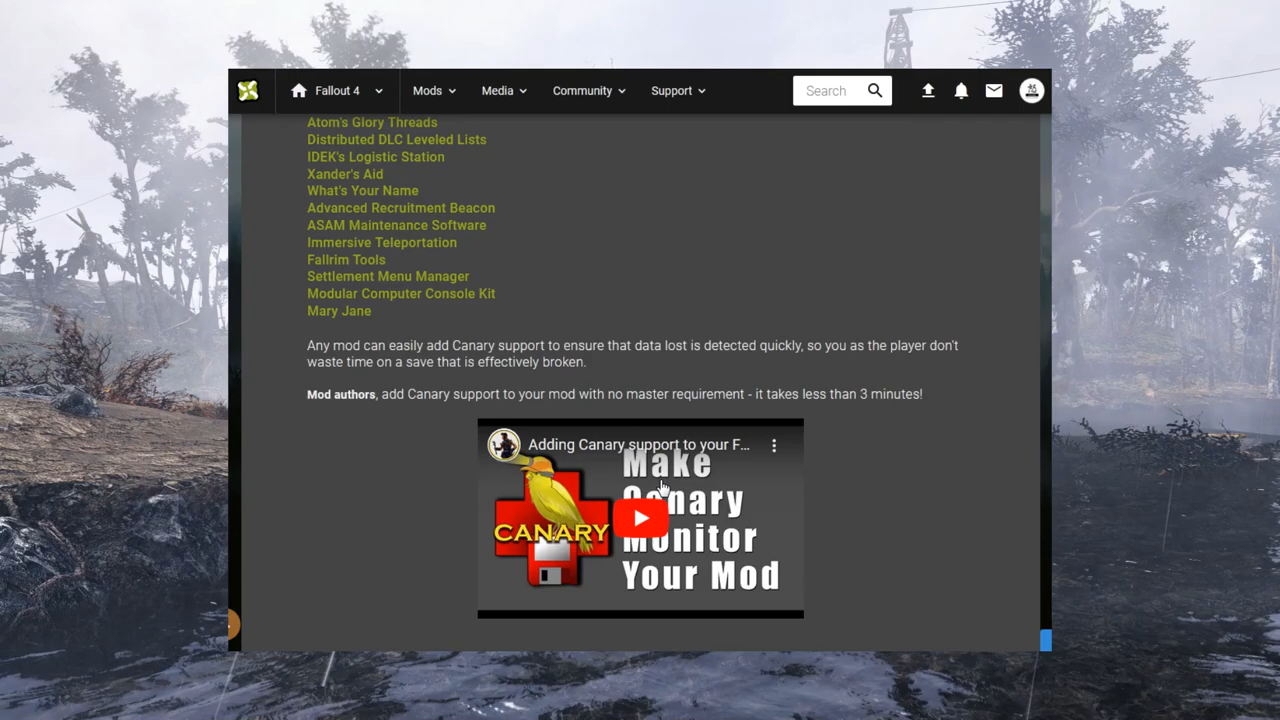 Fallout 4
Mods
Media
Community
Support
Search
Atom's Glory Threads
Distributed DLC Leveled Lists
IDEK's Logistic Station
Xander's Aid
What's Your Name
Advanced Recruitment Beacon
ASAM Maintenance Software
Immersive Teleportation
Fallrim Tools
Settlement Menu Manager
Modular Computer Console Kit
Mary Jane
Any mod can easily add Canary support to ensure that data lost is detected quickly, so you as the player don't
waste time on a save that is effectively broken.
Mod authors, add Canary support to your mod with no master requirement - it takes less than 3 minutes!
Adding Canary support to your F...
CANARY
Make
Canary
Monitor
Your Mod